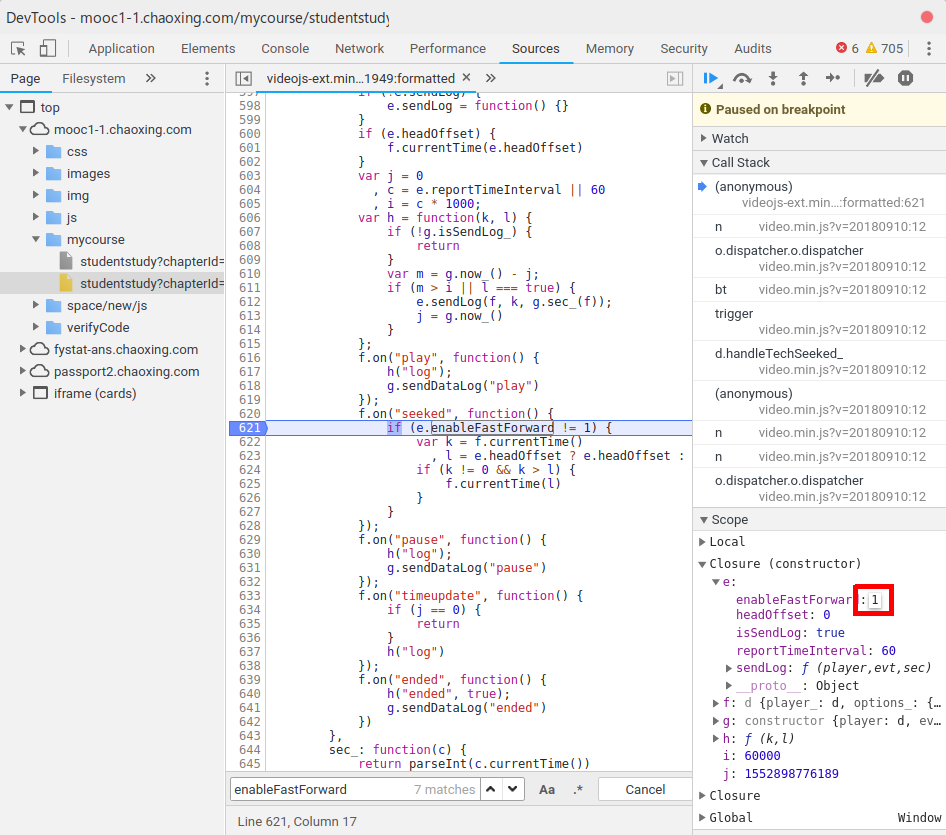 DevTools - mooc1-1.chaoxing.com/mycourse/studentstudy
Application Elements Console Network Performance Sources Memory Security Audits 6 705
Page Filesystem »
videojs-ext.min…1949:formatted × »
top
mooc1-1.chaoxing.com
css
images
img
js
mycourse
studentstudy?chapterId=
studentstudy?chapterId=
space/new/js
verifyCode
fystat-ans.chaoxing.com
passport2.chaoxing.com
iframe (cards)
597 if (!e.sendLog) {
598 e.sendLog = function() {}
599 }
600 if (e.headOffset) {
601 f.currentTime(e.headOffset)
602 }
603 var j = 0
604 , c = e.reportTimeInterval || 60
605 , i = c * 1000;
606 var h = function(k, l) {
607 if (!g.isSendLog_) {
608 return
609 }
610 var m = g.now_() - j;
611 if (m > i || l === true) {
612 e.sendLog(f, k, g.sec_(f));
613 j = g.now_()
614 }
615 };
616 f.on("play", function() {
617 h("log");
618 g.sendDataLog("play")
619 });
620 f.on("seeked", function() {
621 if (e.enableFastForward != 1) {
622 var k = f.currentTime()
623 , l = e.headOffset ? e.headOffset :
624 if (k != 0 && k > l) {
625 f.currentTime(l)
626 }
627 }
628 });
629 f.on("pause", function() {
630 h("log");
631 g.sendDataLog("pause")
632 });
633 f.on("timeupdate", function() {
634 if (j == 0) {
635 return
636 }
637 h("log")
638 });
639 f.on("ended", function() {
640 h("ended", true);
641 g.sendDataLog("ended")
642 })
643 },
644 sec_: function(c) {
645 return parseInt(c.currentTime())
enableFastForward 7 matches Aa .* Cancel
Line 621, Column 17
Paused on breakpoint
Watch
Call Stack
(anonymous)
videojs-ext.min…:formatted:621
n video.min.js?v=20180910:12
o.dispatcher.o.dispatcher
video.min.js?v=20180910:12
bt video.min.js?v=20180910:12
trigger
video.min.js?v=20180910:12
d.handleTechSeeked_
video.min.js?v=20180910:12
(anonymous)
video.min.js?v=20180910:12
n video.min.js?v=20180910:12
n video.min.js?v=20180910:12
o.dispatcher.o.dispatcher
video.min.js?v=20180910:12
Scope
Local
Closure (constructor)
e:
enableFastForward: 1
headOffset: 0
isSendLog: true
reportTimeInterval: 60
sendLog: ƒ (player,evt,sec)
__proto__: Object
f: d {player_: d, options_: {…
g: constructor {player: d, ev…
h: ƒ (k,l)
i: 60000
j: 1552898776189
Closure
Global Window